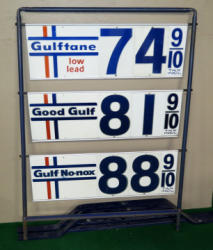 Gulftane
low
lead
74 9/10
Good Gulf
81 9/10
Gulf No-nox
88 9/10